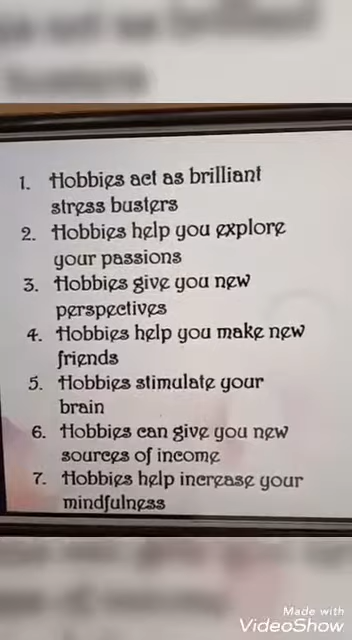 1. Hobbies act as brilliant
stress busters
2. Hobbies help you explore
your passions
3. Hobbies give you new
perspectives
4. Hobbies help you make new
friends
5. Hobbies stimulate your
brain
6. Hobbies can give you new
sources of income
7. Hobbies help increase your
mindfulness
Made with
VideoShow